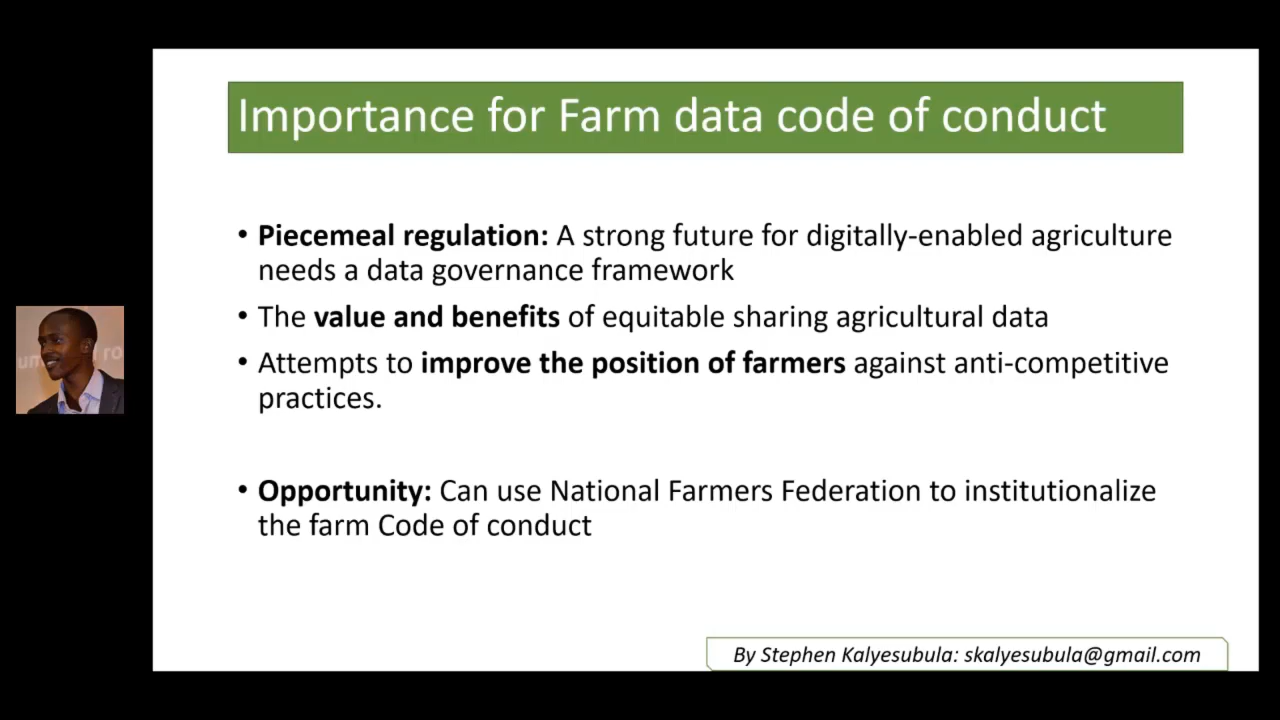 Importance for Farm data code of conduct
• Piecemeal regulation: A strong future for digitally-enabled agriculture
needs a data governance framework
• The value and benefits of equitable sharing agricultural data
• Attempts to improve the position of farmers against anti-competitive
practices.
• Opportunity: Can use National Farmers Federation to institutionalize
the farm Code of conduct
By Stephen Kalyesubula: skalyesubula@gmail.com